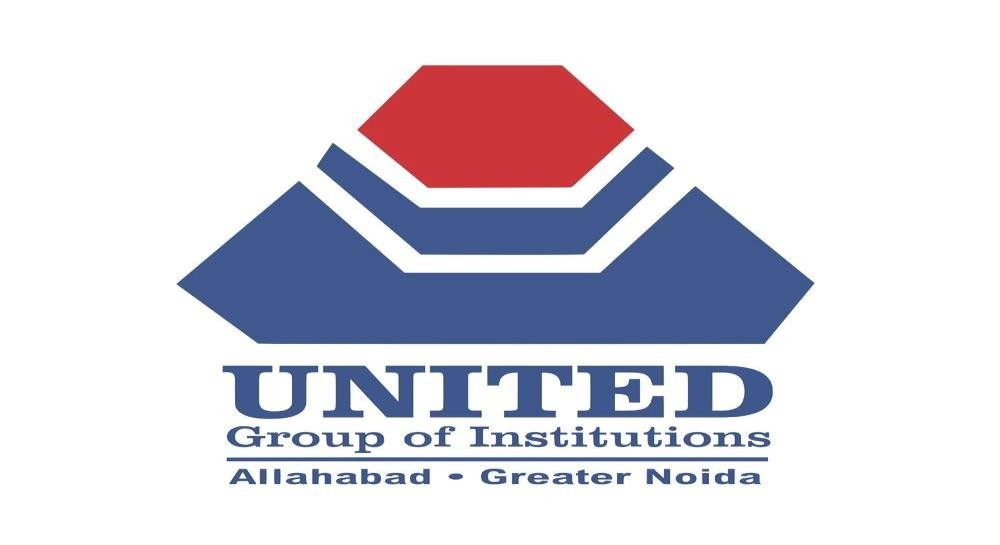 UNITED
Group of Institutions
Allahabad • Greater Noida